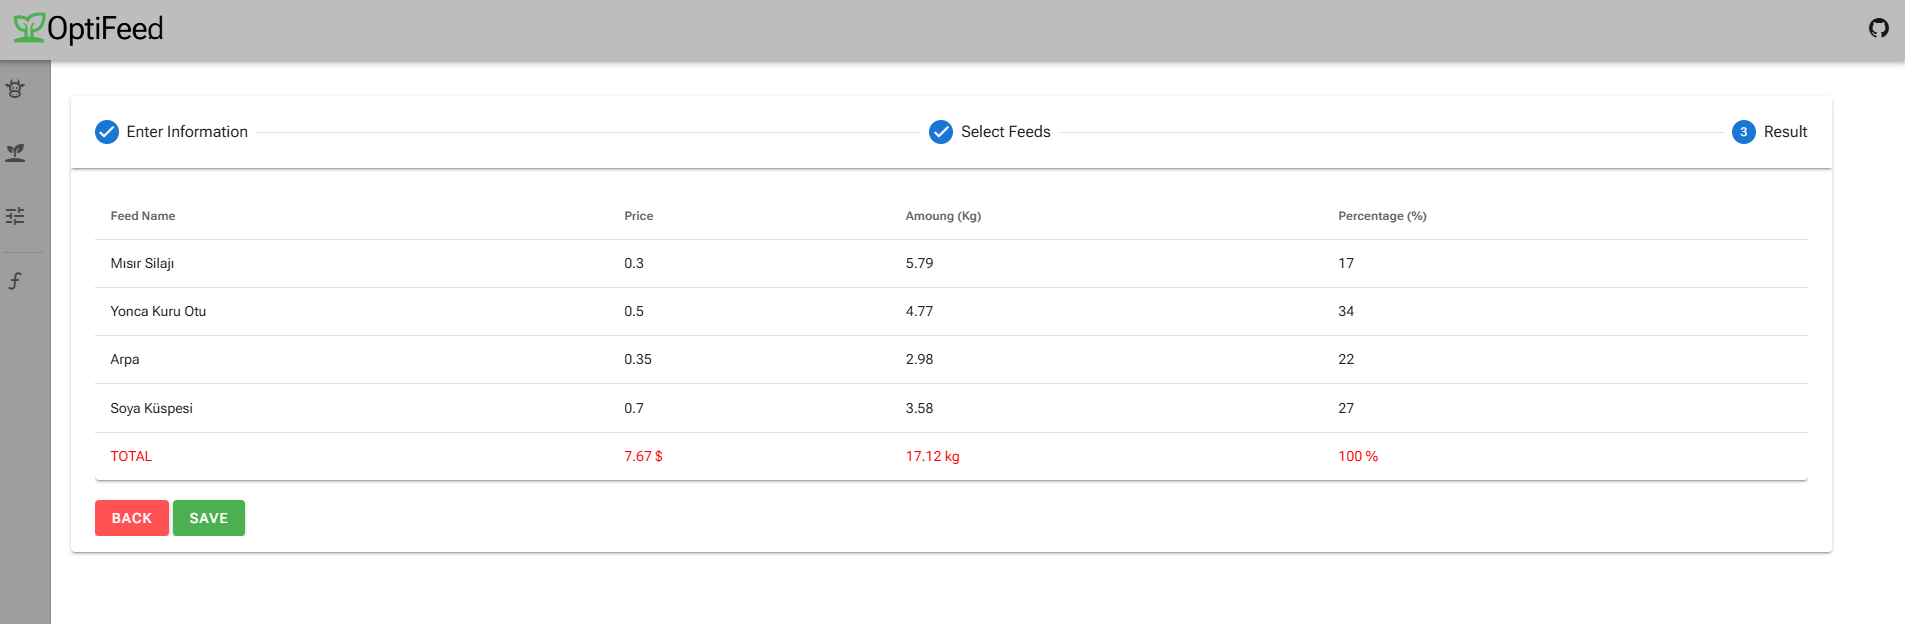 OptiFeed
Enter Information Select Feeds 3 Result
Feed Name Price Amoung (Kg) Percentage (%)
Mısır Silajı 0.3 5.79 17
Yonca Kuru Otu 0.5 4.77 34
Arpa 0.35 2.98 22
Soya Küspesi 0.7 3.58 27
TOTAL 7.67 $ 17.12 kg 100 %
BACK SAVE